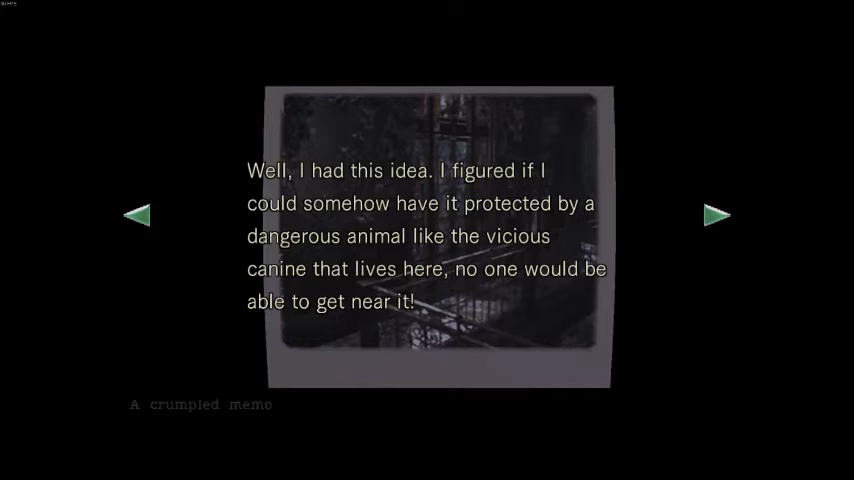 Well, I had this idea. I figured if I
could somehow have it protected by a
dangerous animal like the vicious
canine that lives here, no one would be
able to get near it!
A crumpled memo